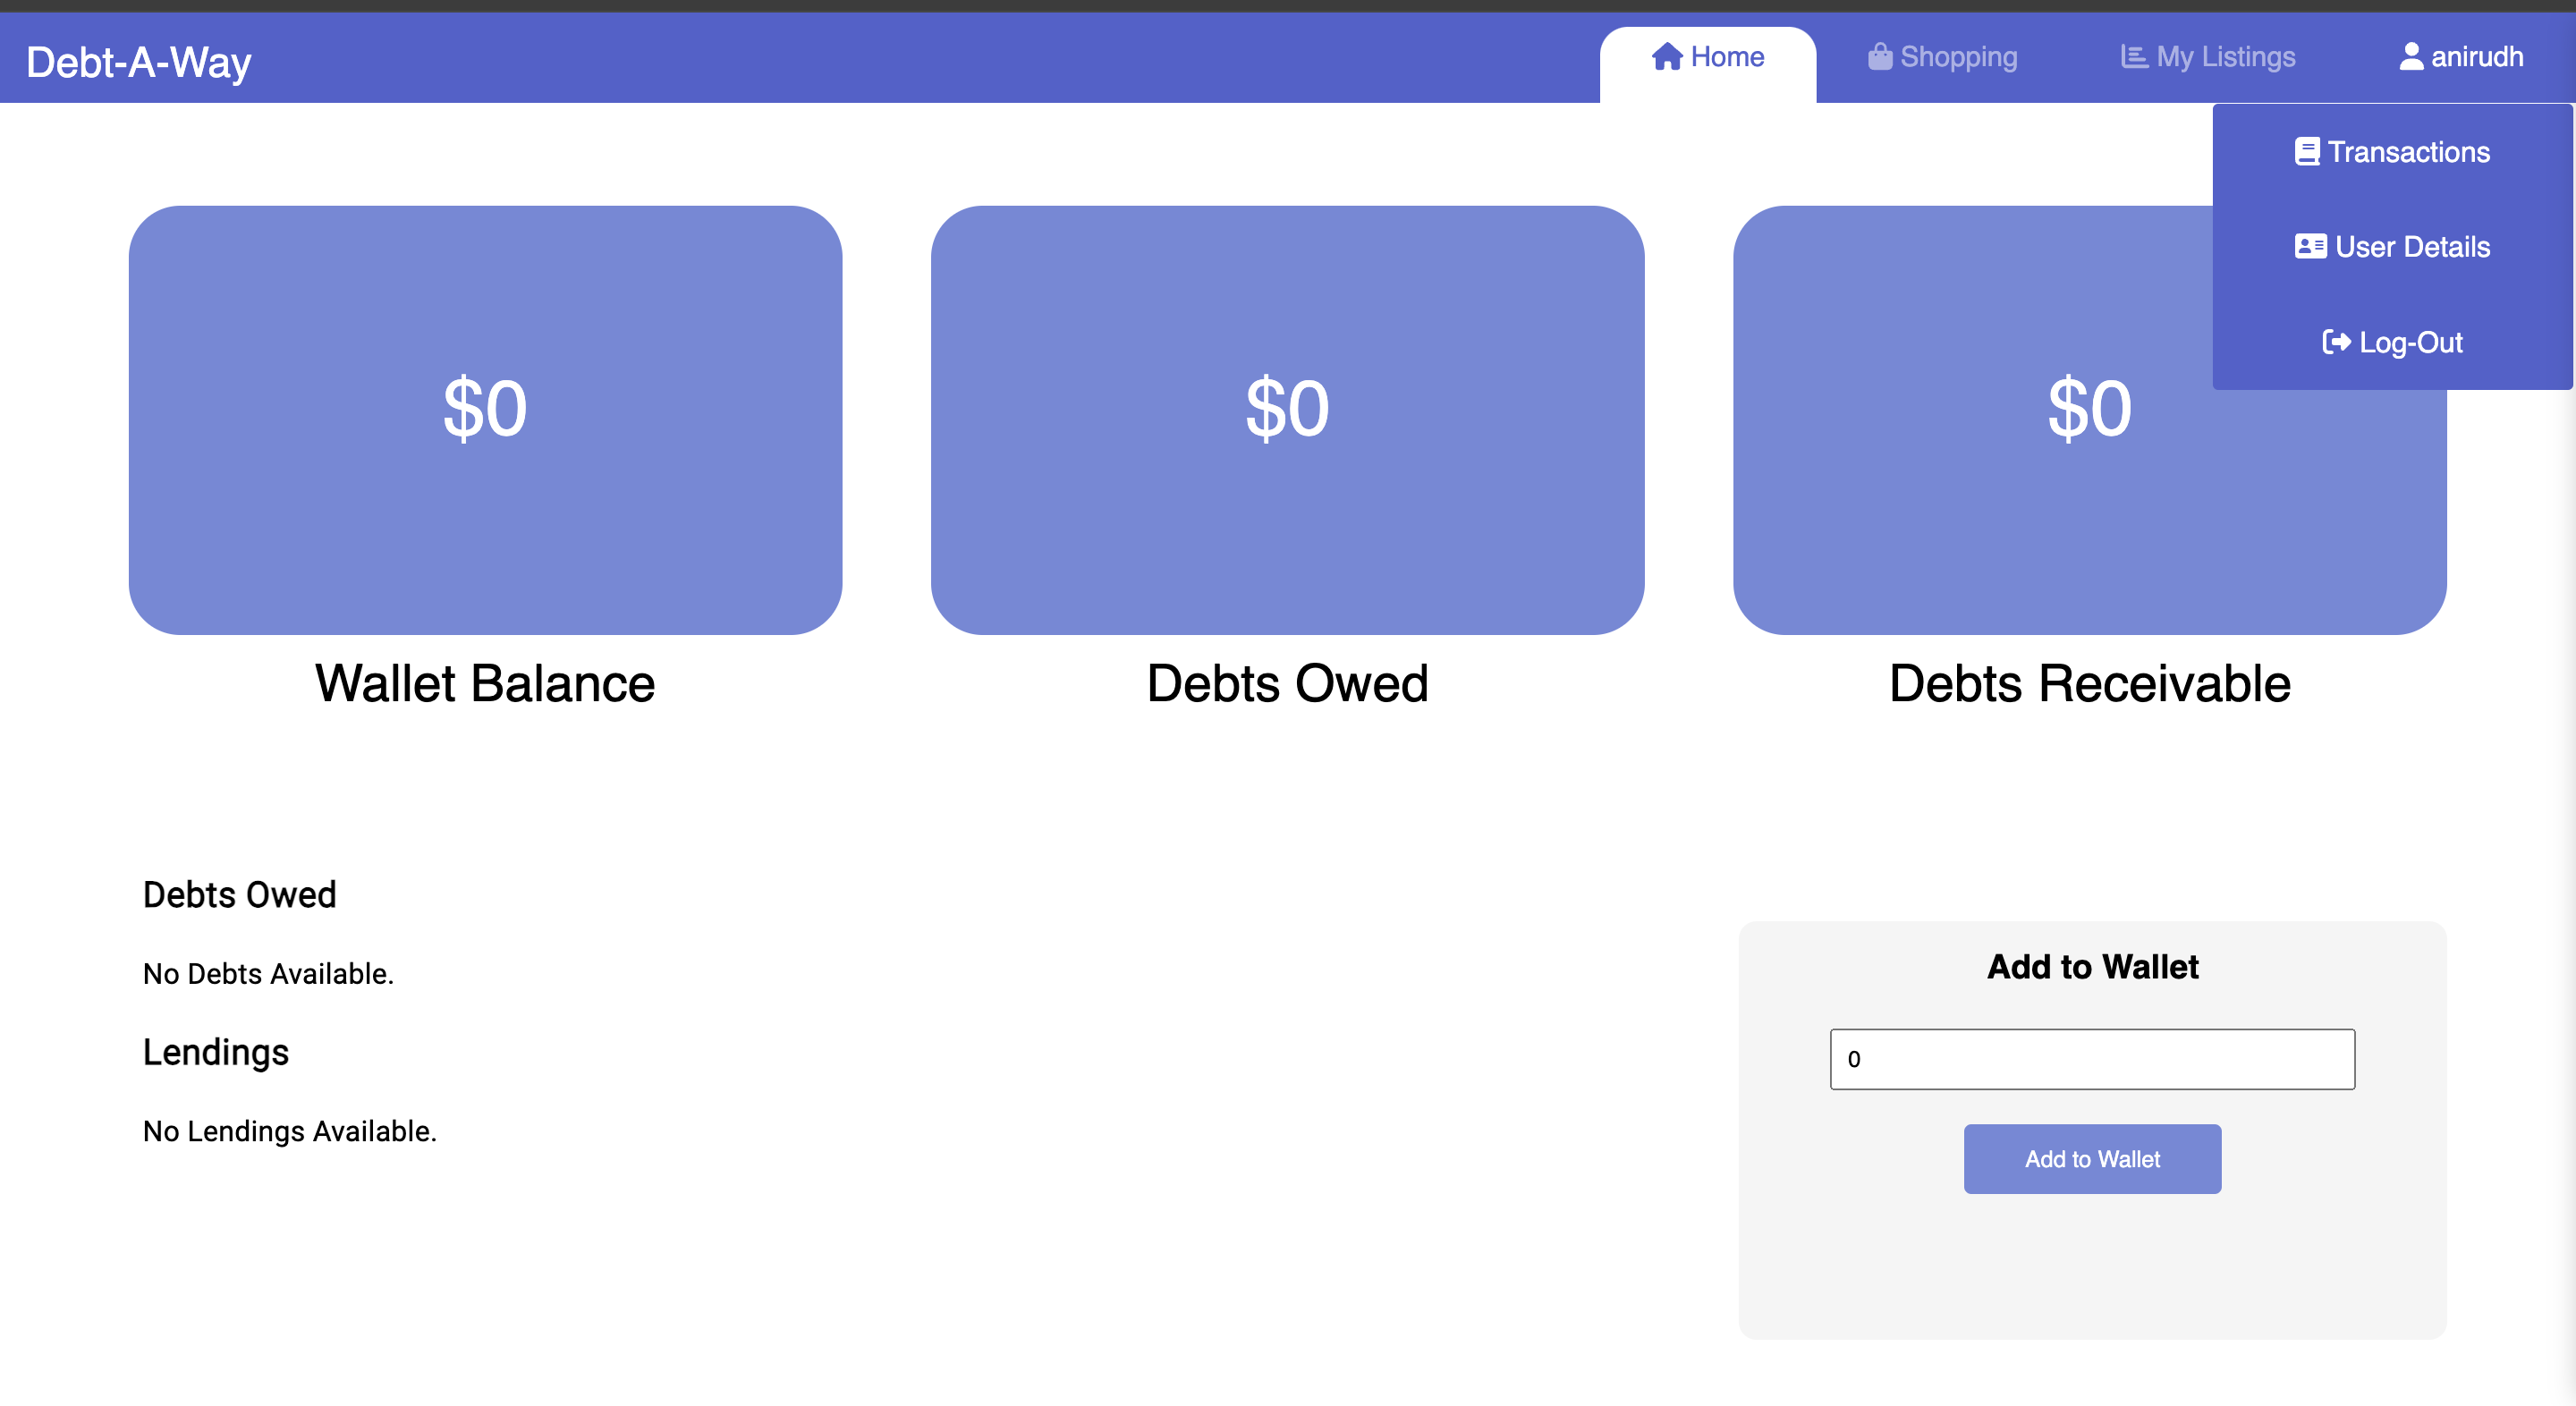 Debt-A-Way
Home
Shopping
My Listings
anirudh
Transactions
User Details
Log-Out
$0
$0
$0
Wallet Balance
Debts Owed
Debts Receivable
Debts Owed
No Debts Available.
Lendings
No Lendings Available.
Add to Wallet
0
Add to Wallet